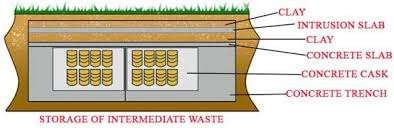 CLAY
INTRUSION SLAB
CLAY
CONCRETE SLAB
CONCRETE CASK
CONCRETE TRENCH
STORAGE OF INTERMEDIATE WASTE